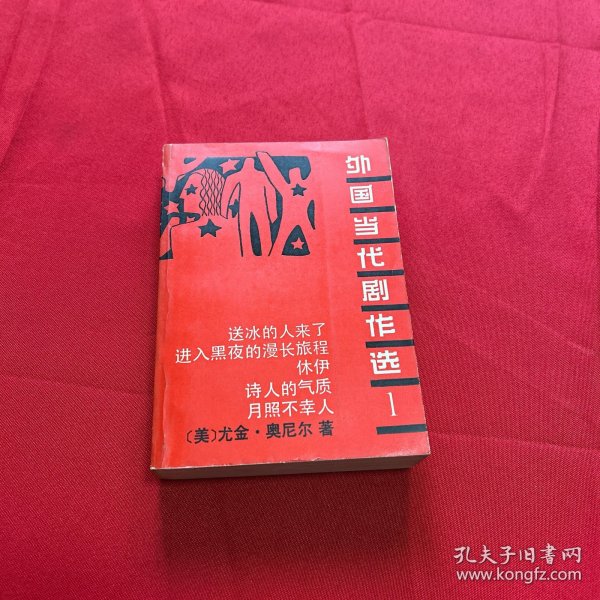 外国当代剧作选 1
送冰的人来了
进入黑夜的漫长旅程
休伊
诗人的气质
月照不幸人
〔美〕尤金·奥尼尔 著
孔夫子旧书网
www.kongfz.com